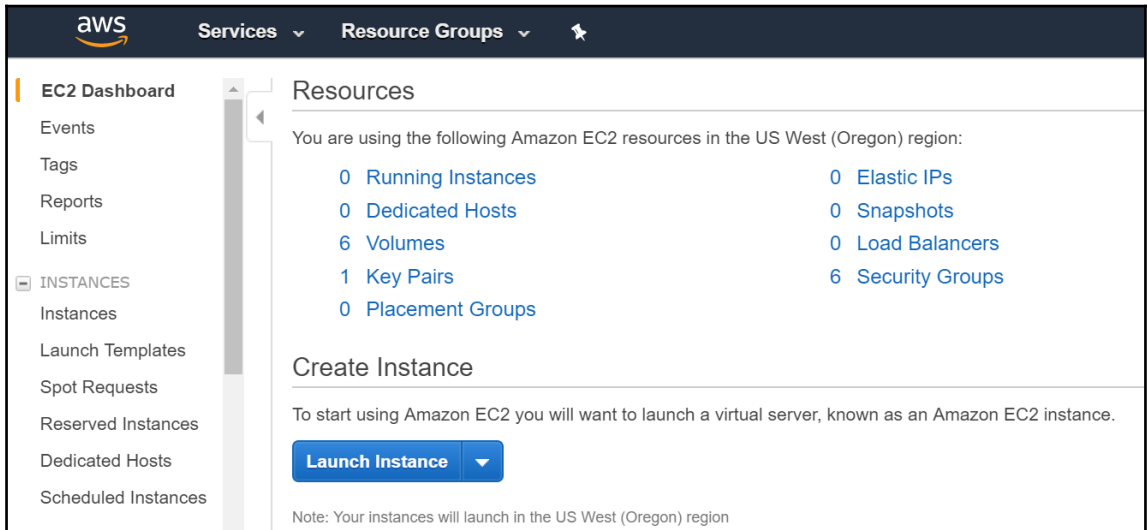 aws
Services
Resource Groups
EC2 Dashboard
Events
Tags
Reports
Limits
INSTANCES
Instances
Launch Templates
Spot Requests
Reserved Instances
Dedicated Hosts
Scheduled Instances
Resources
You are using the following Amazon EC2 resources in the US West (Oregon) region:
0 Running Instances
0 Dedicated Hosts
6 Volumes
1 Key Pairs
0 Placement Groups
0 Elastic IPs
0 Snapshots
0 Load Balancers
6 Security Groups
Create Instance
To start using Amazon EC2 you will want to launch a virtual server, known as an Amazon EC2 instance.
Launch Instance
Note: Your instances will launch in the US West (Oregon) region